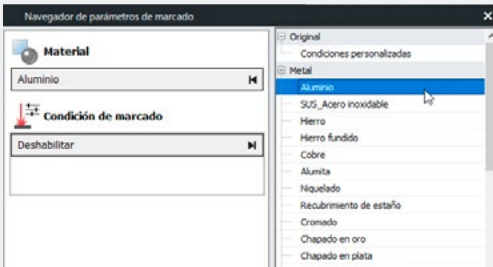 Navegador de parámetros de marcado
Material
Aluminio
Condición de marcado
Deshabilitar
Original
Condiciones personalizadas
Metal
Aluminio
SUS_Acero inoxidable
Hierro
Hierro fundido
Cobre
Alumita
Niquelado
Recubrimiento de estaño
Cromado
Chapado en oro
Chapado en plata